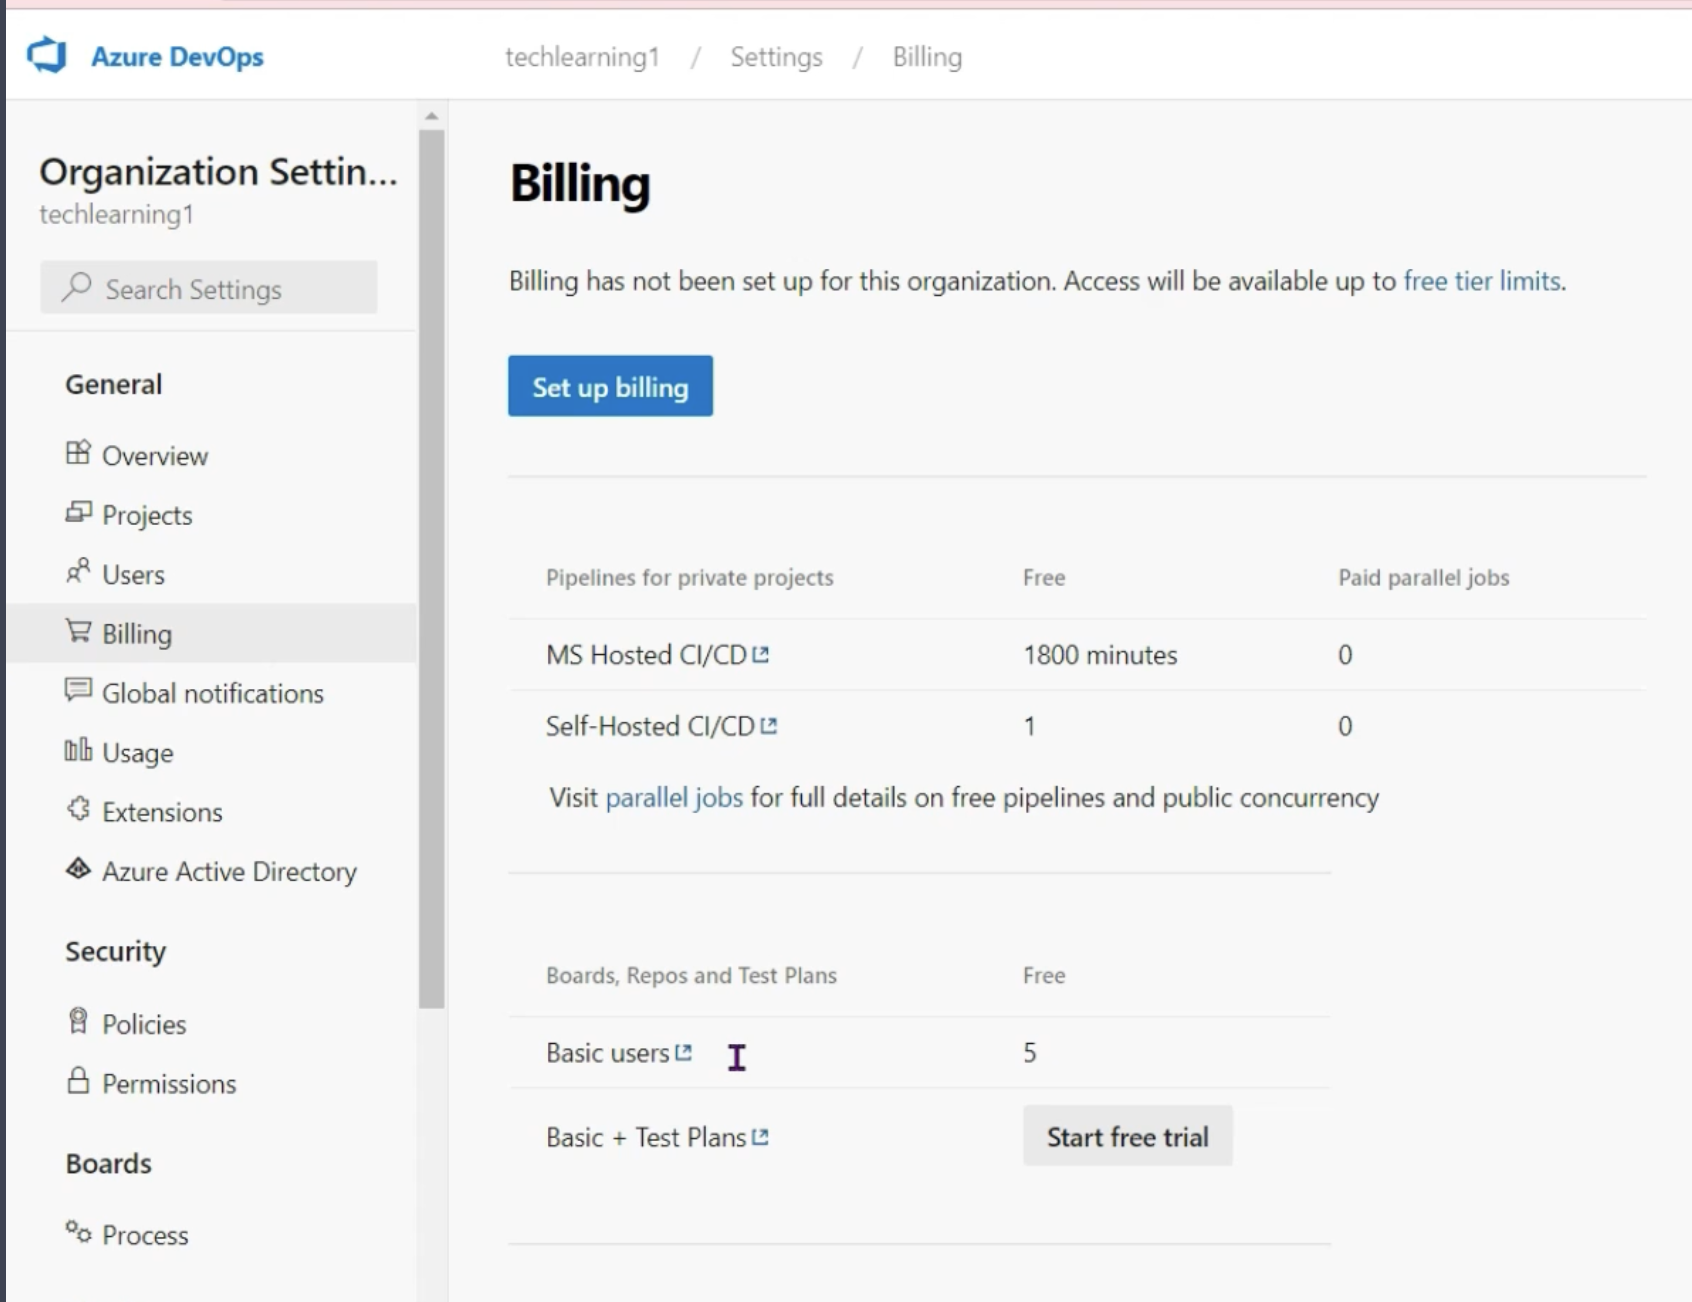 Azure DevOps
techlearning1 / Settings / Billing
Organization Settin...
techlearning1
Search Settings
General
Overview
Projects
Users
Billing
Global notifications
Usage
Extensions
Azure Active Directory
Security
Policies
Permissions
Boards
Process
Billing
Billing has not been set up for this organization. Access will be available up to free tier limits.
Set up billing
Pipelines for private projects Free Paid parallel jobs
MS Hosted CI/CD 1800 minutes 0
Self-Hosted CI/CD 1 0
Visit parallel jobs for full details on free pipelines and public concurrency
Boards, Repos and Test Plans Free
Basic users 5
Basic + Test Plans Start free trial